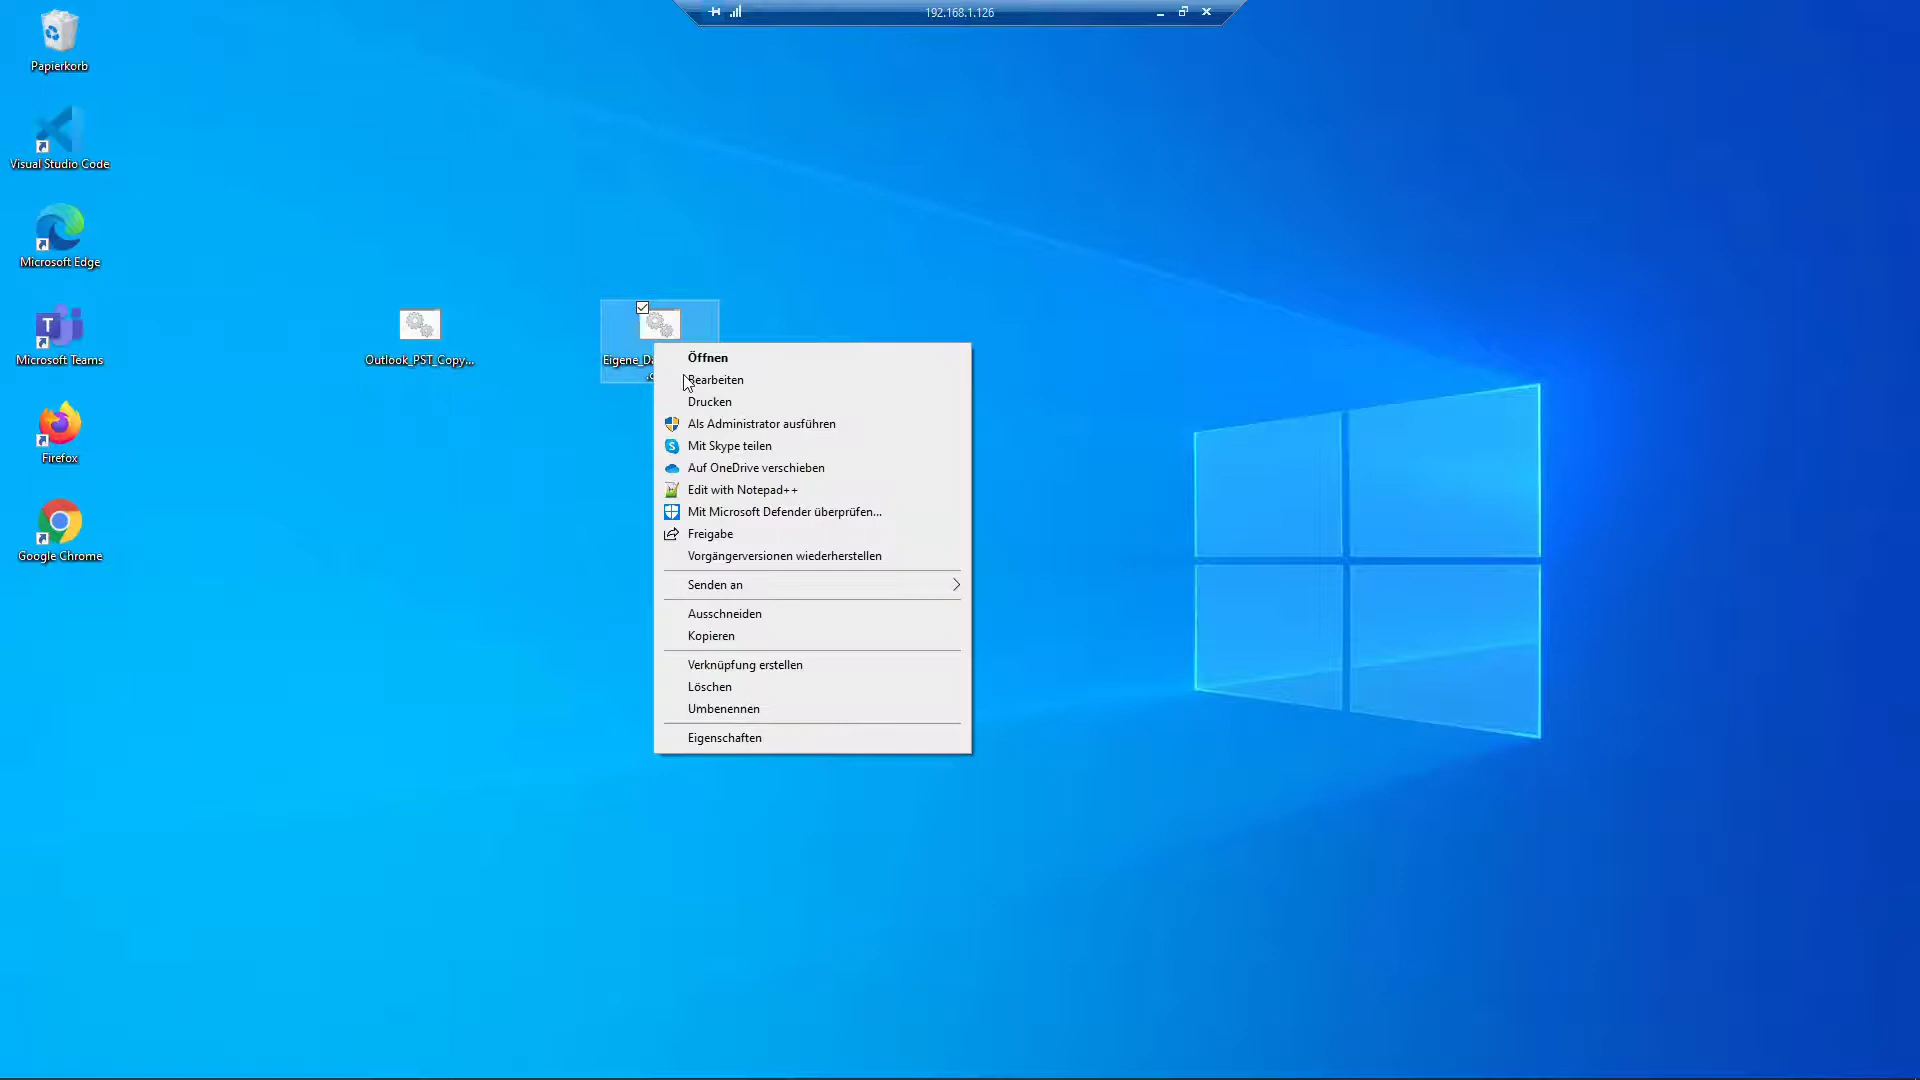 192.168.1.126
Papierkorb
Visual Studio Code
Microsoft Edge
Microsoft Teams
Firefox
Google Chrome
Outlook_PST_Copy...
Öffnen
Bearbeiten
Drucken
Als Administrator ausführen
Mit Skype teilen
Auf OneDrive verschieben
Edit with Notepad++
Mit Microsoft Defender überprüfen...
Freigabe
Vorgängerversionen wiederherstellen
Senden an
Ausschneiden
Kopieren
Verknüpfung erstellen
Löschen
Umbenennen
Eigenschaften